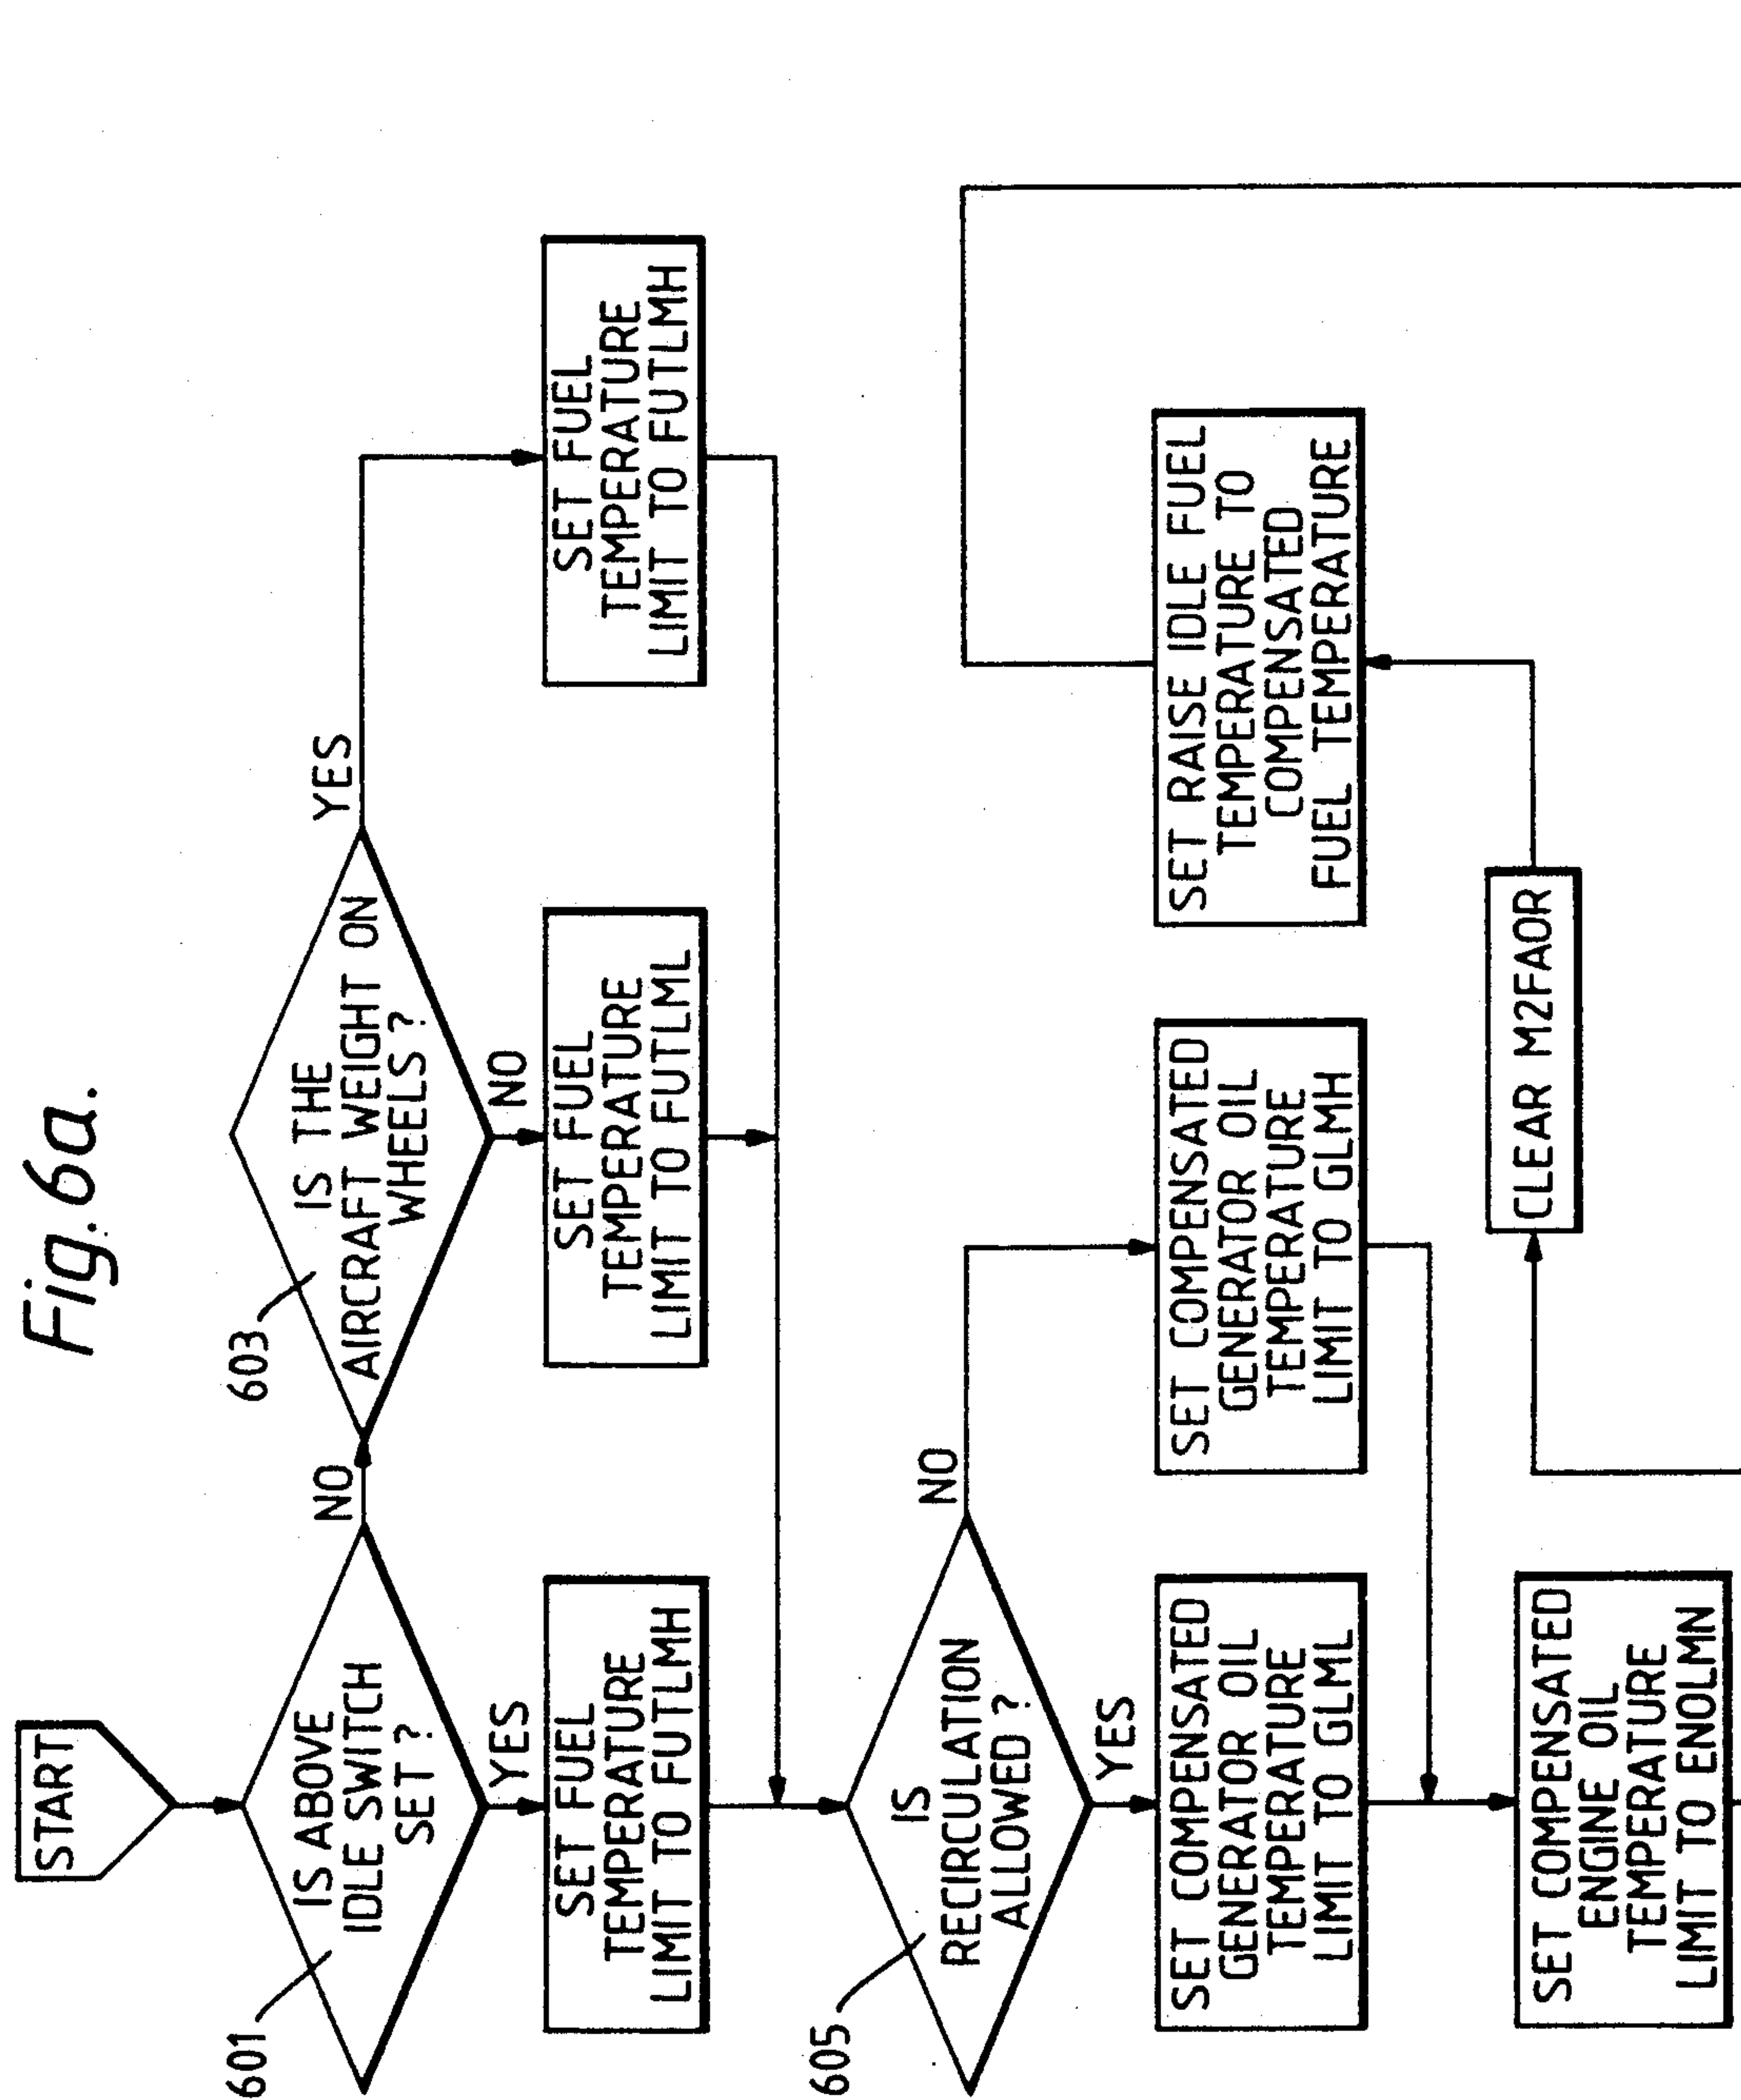 Fig.6a.
START
601
IS ABOVE
IDLE SWITCH
SET ?
NO
YES
603
IS THE
AIRCRAFT WEIGHT ON
WHEELS ?
YES
NO
SET FUEL
TEMPERATURE
LIMIT TO FUTLMH
SET FUEL
TEMPERATURE
LIMIT TO FUTLML
SET FUEL
TEMPERATURE
LIMIT TO FUTLMH
605
IS
RECIRCULATION
ALLOWED ?
NO
YES
SET COMPENSATED
GENERATOR OIL
TEMPERATURE
LIMIT TO GLML
SET COMPENSATED
GENERATOR OIL
TEMPERATURE
LIMIT TO GLMH
SET RAISE IDLE FUEL
TEMPERATURE TO
COMPENSATED
FUEL TEMPERATURE
SET COMPENSATED
ENGINE OIL
TEMPERATURE
LIMIT TO ENOLMN
CLEAR M2FAOR